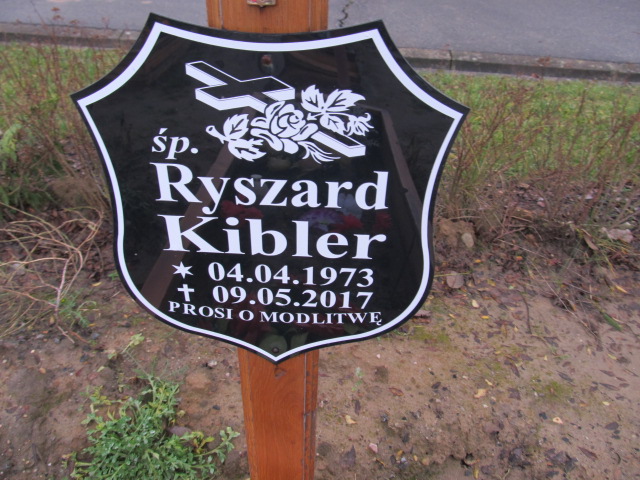 śp.
Ryszard
Kibler
✶ 04.04.1973
✝ 09.05.2017
PROSI O MODLITWĘ